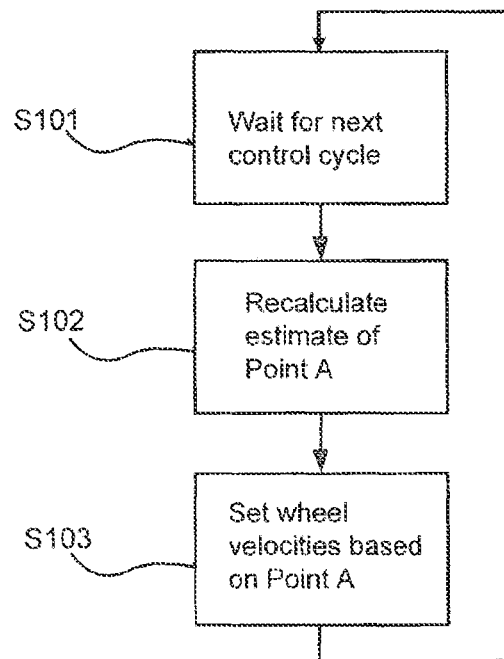 S101
Wait for next
control cycle
S102
Recalculate
estimate of
Point A
S103
Set wheel
velocities based
on Point A